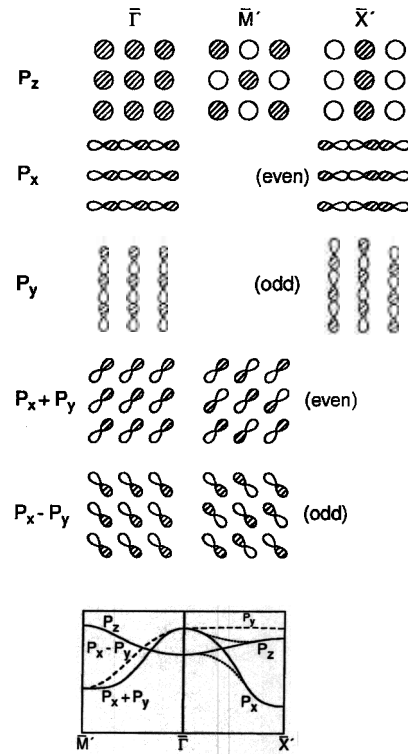 Γ̄ M̄′ X̄′
Pz
Px (even)
Py (odd)
Px + Py (even)
Px - Py (odd)
Pz Py
Px - Py Pz
Px + Py Px
M̄′ Γ̄ X̄′